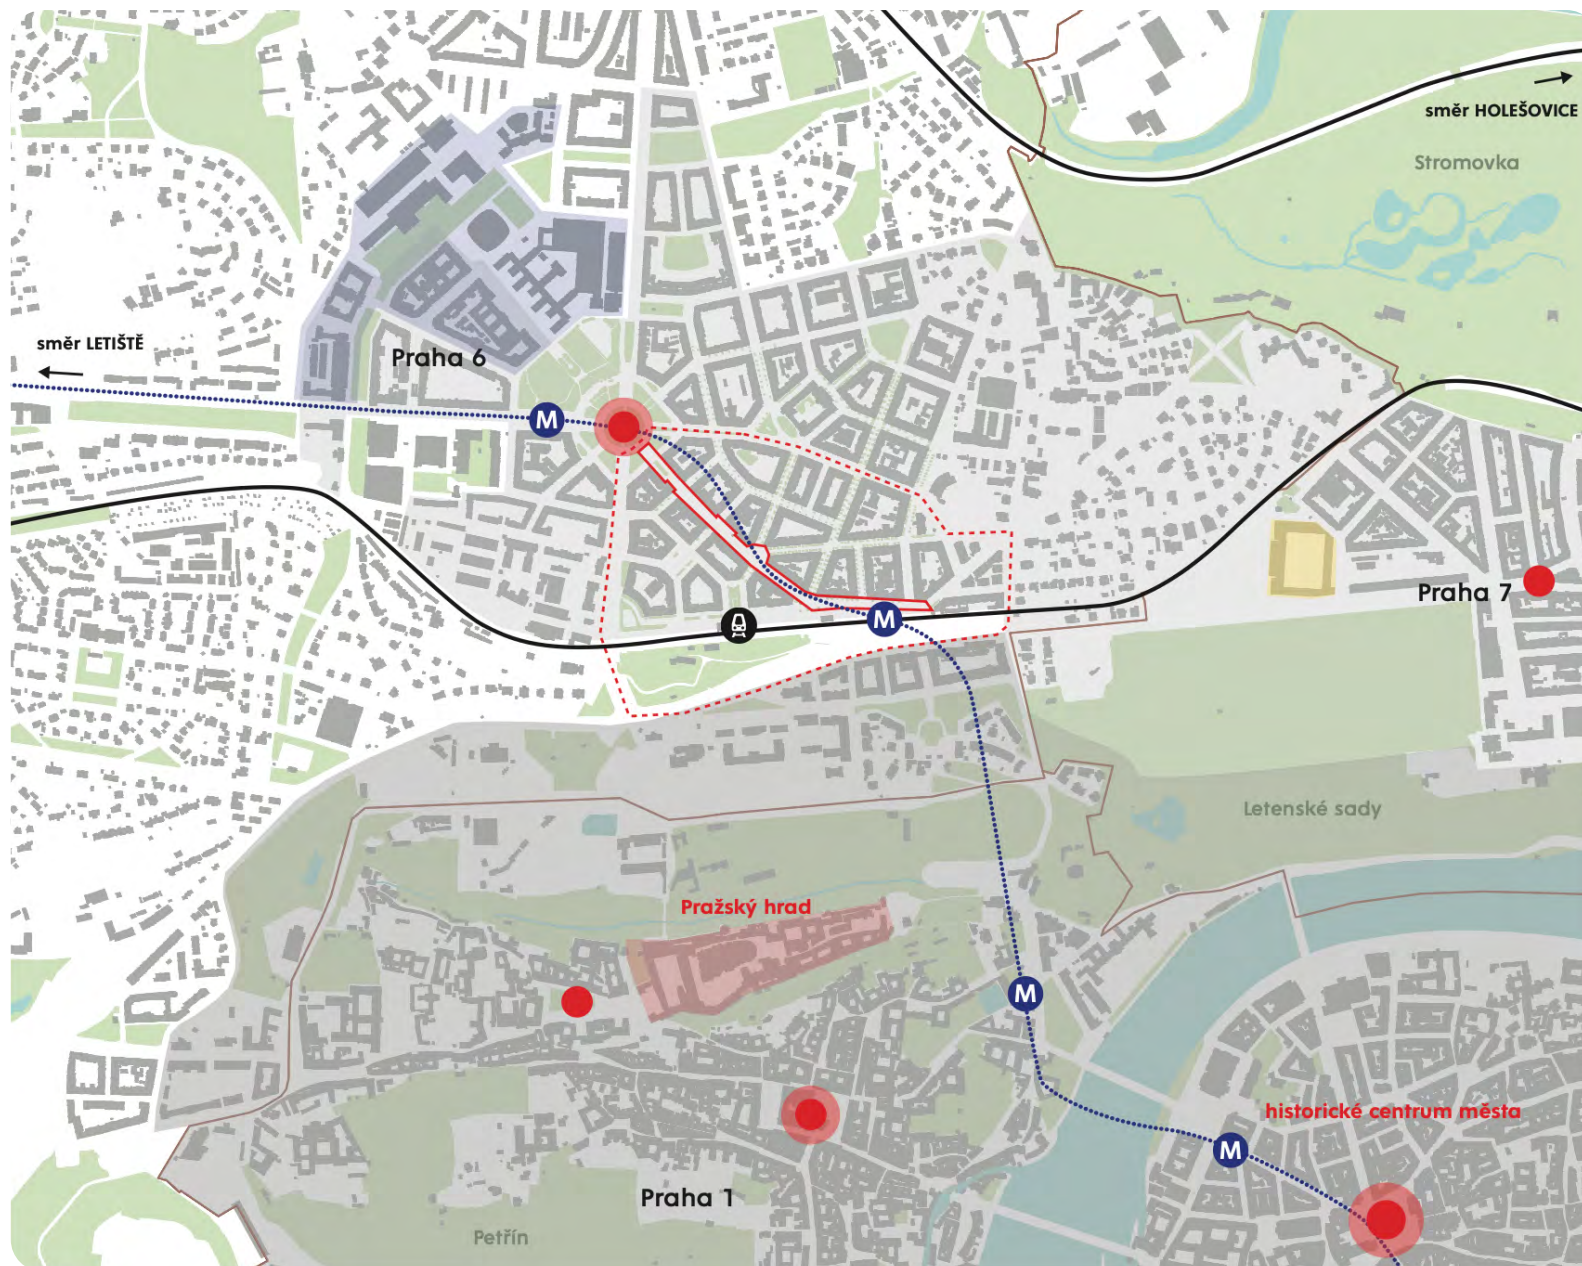 směr HOLEŠOVICE
Stromovka
směr LETIŠTĚ
Praha 6
M
M
Praha 7
Letenské sady
Pražský hrad
M
historické centrum města
M
Praha 1
Petřín